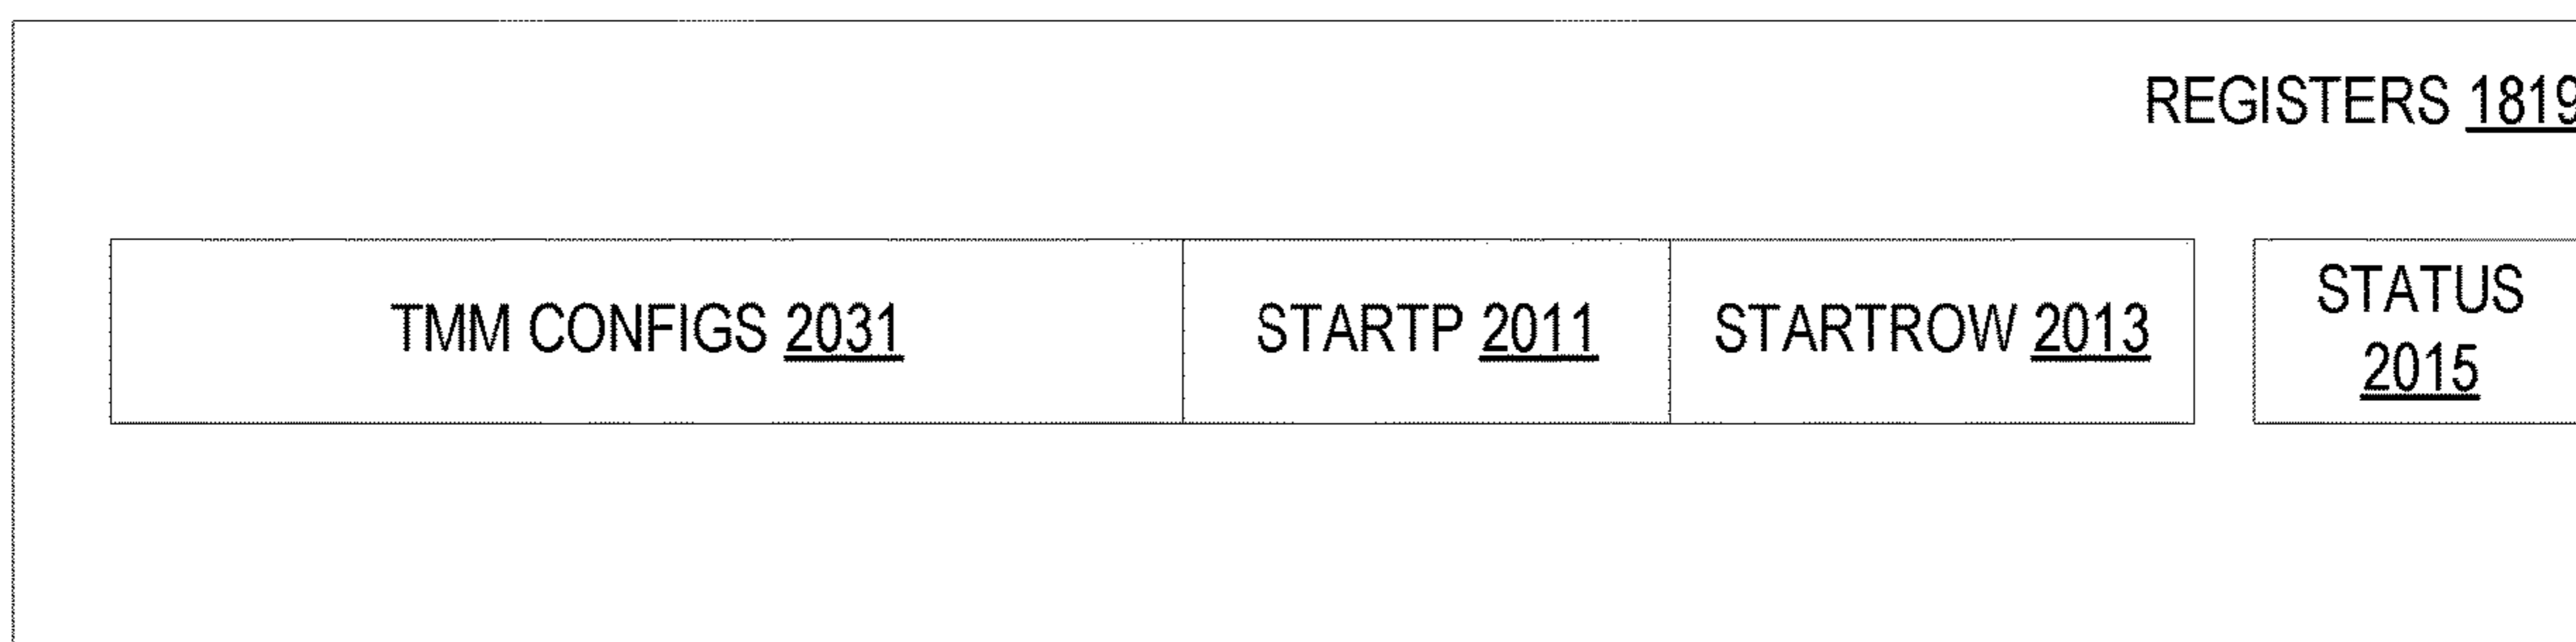 REGISTERS 1819
TMM CONFIGS 2031
STARTP 2011
STARTROW 2013
STATUS
2015